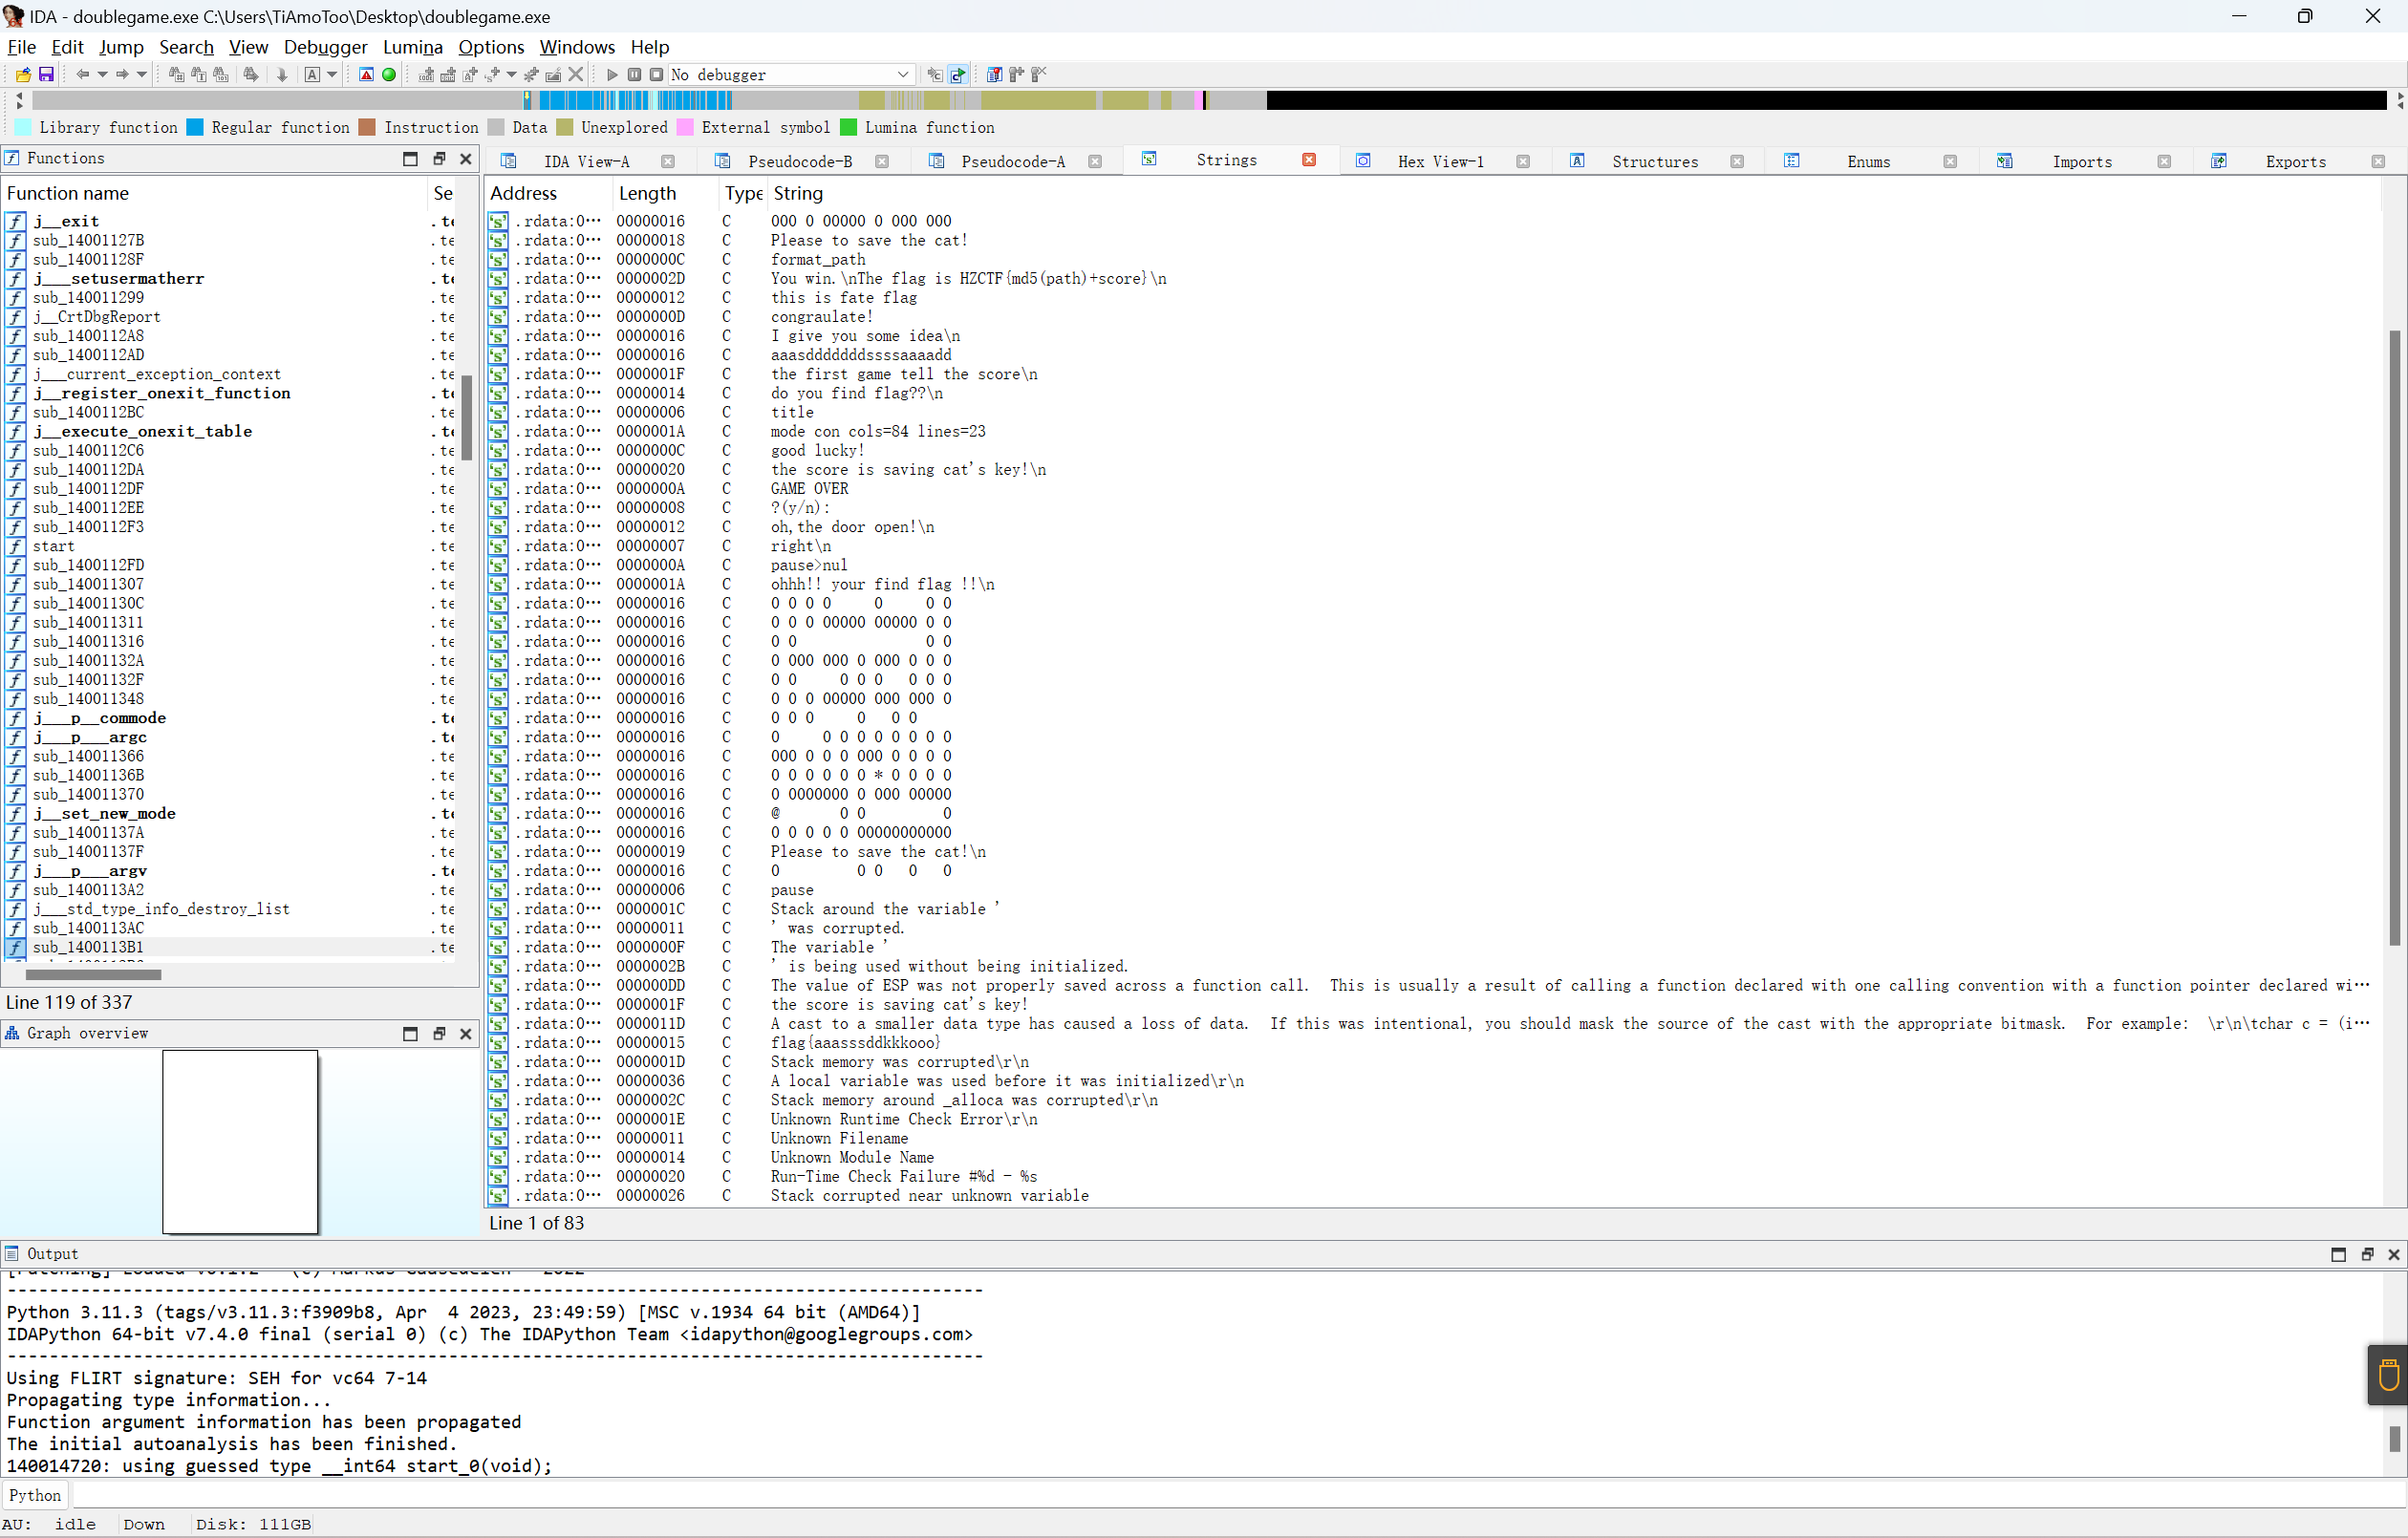 IDA - doublegame.exe C:\Users\TiAmoToo\Desktop\doublegame.exe
File Edit Jump Search View Debugger Lumina Options Windows Help
No debugger
Library function Regular function Instruction Data Unexplored External symbol Lumina function
Functions
Function name Se
j__exit .te
sub_14001127B .te
sub_14001128F .te
j___setusermatherr .te
sub_140011299 .te
j__CrtDbgReport .te
sub_1400112A8 .te
sub_1400112AD .te
j___current_exception_context .te
j__register_onexit_function .te
sub_1400112BC .te
j__execute_onexit_table .te
sub_1400112C6 .te
sub_1400112DA .te
sub_1400112DF .te
sub_1400112EE .te
sub_1400112F3 .te
start .te
sub_1400112FD .te
sub_140011307 .te
sub_14001130C .te
sub_140011311 .te
sub_140011316 .te
sub_14001132A .te
sub_14001132F .te
sub_140011348 .te
j___p__commode .te
j___p___argc .te
sub_140011366 .te
sub_14001136B .te
sub_140011370 .te
j__set_new_mode .te
sub_14001137A .te
sub_14001137F .te
j___p___argv .te
sub_1400113A2 .te
j___std_type_info_destroy_list .te
sub_1400113AC .te
sub_1400113B1 .te
Line 119 of 337
Graph overview
IDA View-A Pseudocode-B Pseudocode-A Strings Hex View-1 Structures Enums Imports Exports
Address Length Type String
.rdata:0… 00000016 C 000 0 00000 0 000 000
.rdata:0… 00000018 C Please to save the cat!
.rdata:0… 0000000C C format_path
.rdata:0… 0000002D C You win.\nThe flag is HZCTF{md5(path)+score}\n
.rdata:0… 00000012 C this is fate flag
.rdata:0… 0000000D C congraulate!
.rdata:0… 00000016 C I give you some idea\n
.rdata:0… 00000016 C aaasdddddddssssaaaadd
.rdata:0… 0000001F C the first game tell the score\n
.rdata:0… 00000014 C do you find flag??\n
.rdata:0… 00000006 C title
.rdata:0… 0000001A C mode con cols=84 lines=23
.rdata:0… 0000000C C good lucky!
.rdata:0… 00000020 C the score is saving cat's key!\n
.rdata:0… 0000000A C GAME OVER
.rdata:0… 00000008 C ?(y/n):
.rdata:0… 00000012 C oh,the door open!\n
.rdata:0… 00000007 C right\n
.rdata:0… 0000000A C pause>nul
.rdata:0… 0000001A C ohhh!! your find flag !!\n
.rdata:0… 00000016 C 0 0 0 0     0     0 0
.rdata:0… 00000016 C 0 0 0 00000 00000 0 0
.rdata:0… 00000016 C 0 0               0 0
.rdata:0… 00000016 C 0 000 000 0 000 0 0 0
.rdata:0… 00000016 C 0 0     0 0 0   0 0 0
.rdata:0… 00000016 C 0 0 0 00000 000 000 0
.rdata:0… 00000016 C 0 0 0     0   0 0
.rdata:0… 00000016 C 0     0 0 0 0 0 0 0 0
.rdata:0… 00000016 C 000 0 0 0 000 0 0 0 0
.rdata:0… 00000016 C 0 0 0 0 0 0 * 0 0 0 0
.rdata:0… 00000016 C 0 0000000 0 000 00000
.rdata:0… 00000016 C @       0 0         0
.rdata:0… 00000016 C 0 0 0 0 0 00000000000
.rdata:0… 00000019 C Please to save the cat!\n
.rdata:0… 00000016 C 0         0 0   0   0
.rdata:0… 00000006 C pause
.rdata:0… 0000001C C Stack around the variable '
.rdata:0… 00000011 C ' was corrupted.
.rdata:0… 0000000F C The variable '
.rdata:0… 0000002B C ' is being used without being initialized.
.rdata:0… 000000DD C The value of ESP was not properly saved across a function call.  This is usually a result of calling a function declared with one calling convention with a function pointer declared wi…
.rdata:0… 0000001F C the score is saving cat's key!
.rdata:0… 0000011D C A cast to a smaller data type has caused a loss of data.  If this was intentional, you should mask the source of the cast with the appropriate bitmask.  For example:  \r\n\tchar c = (i…
.rdata:0… 00000015 C flag{aaasssddkkkooo}
.rdata:0… 0000001D C Stack memory was corrupted\r\n
.rdata:0… 00000036 C A local variable was used before it was initialized\r\n
.rdata:0… 0000002C C Stack memory around _alloca was corrupted\r\n
.rdata:0… 0000001E C Unknown Runtime Check Error\r\n
.rdata:0… 00000011 C Unknown Filename
.rdata:0… 00000014 C Unknown Module Name
.rdata:0… 00000020 C Run-Time Check Failure #%d - %s
.rdata:0… 00000026 C Stack corrupted near unknown variable
Line 1 of 83
Output
Python 3.11.3 (tags/v3.11.3:f3909b8, Apr  4 2023, 23:49:59) [MSC v.1934 64 bit (AMD64)]
IDAPython 64-bit v7.4.0 final (serial 0) (c) The IDAPython Team <idapython@googlegroups.com>
Using FLIRT signature: SEH for vc64 7-14
Propagating type information...
Function argument information has been propagated
The initial autoanalysis has been finished.
140014720: using guessed type __int64 start_0(void);
Python
AU: idle Down Disk: 111GB